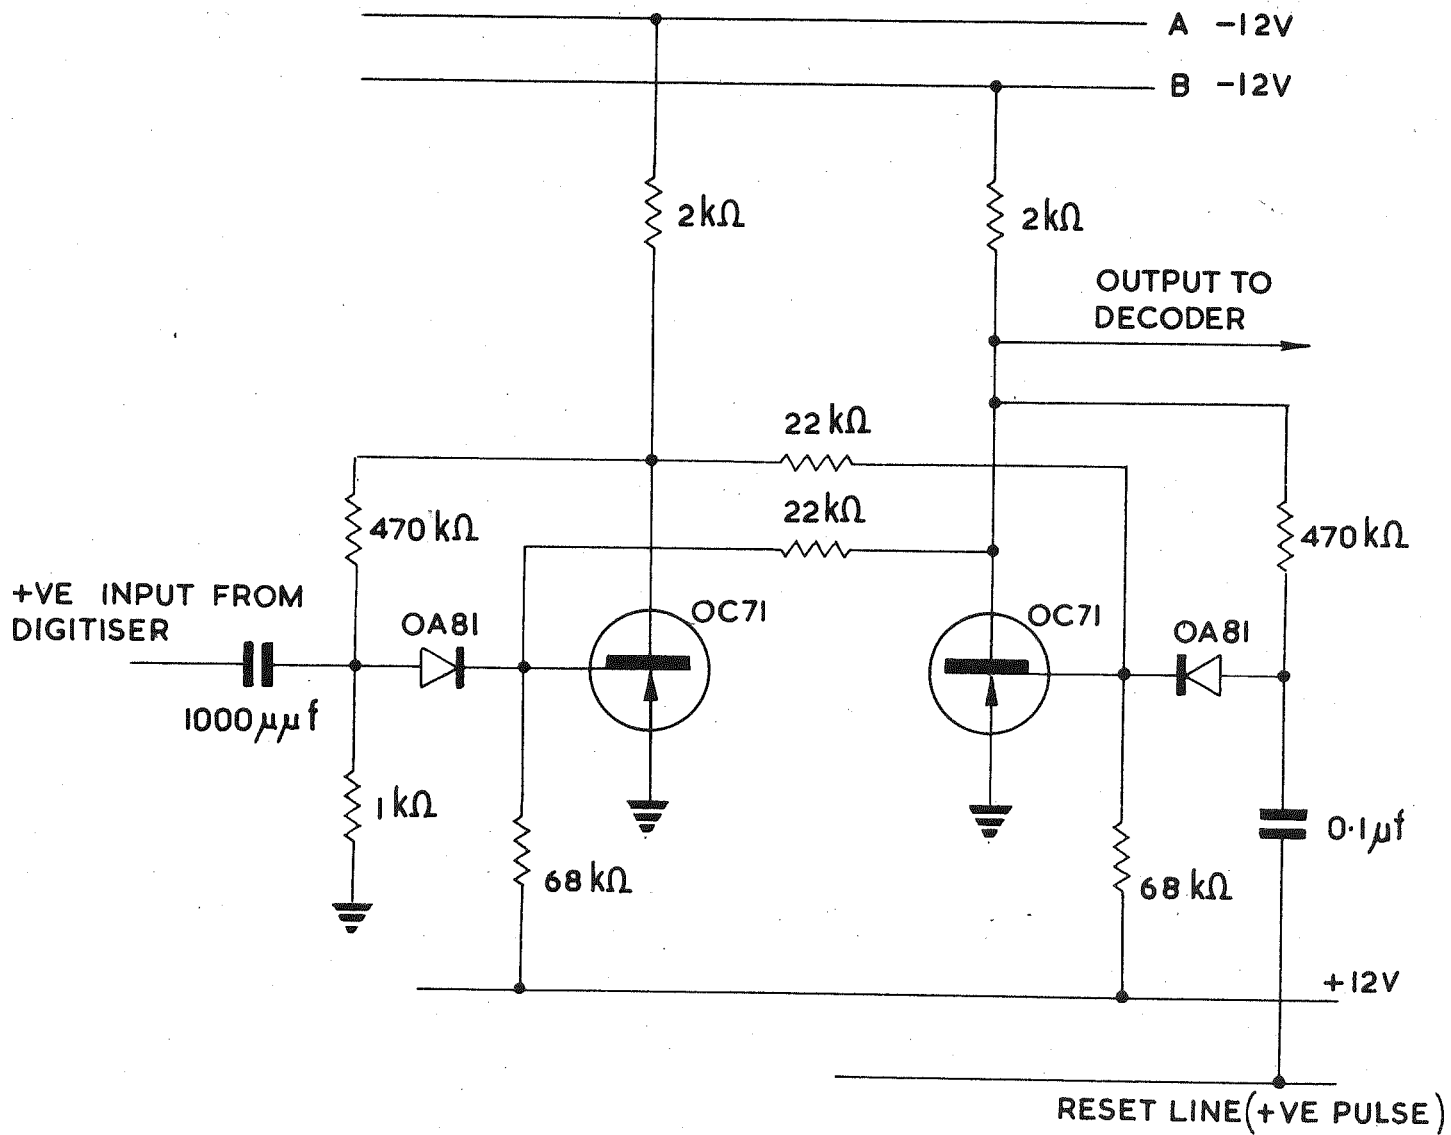 A -12V
B -12V
2kΩ
2kΩ
OUTPUT TO
DECODER
22kΩ
22kΩ
470kΩ
470kΩ
+VE INPUT FROM
DIGITISER
OA81
OC71
OC71
OA81
1000μμf
1kΩ
0·1μf
68kΩ
68kΩ
+12V
RESET LINE(+VE PULSE)